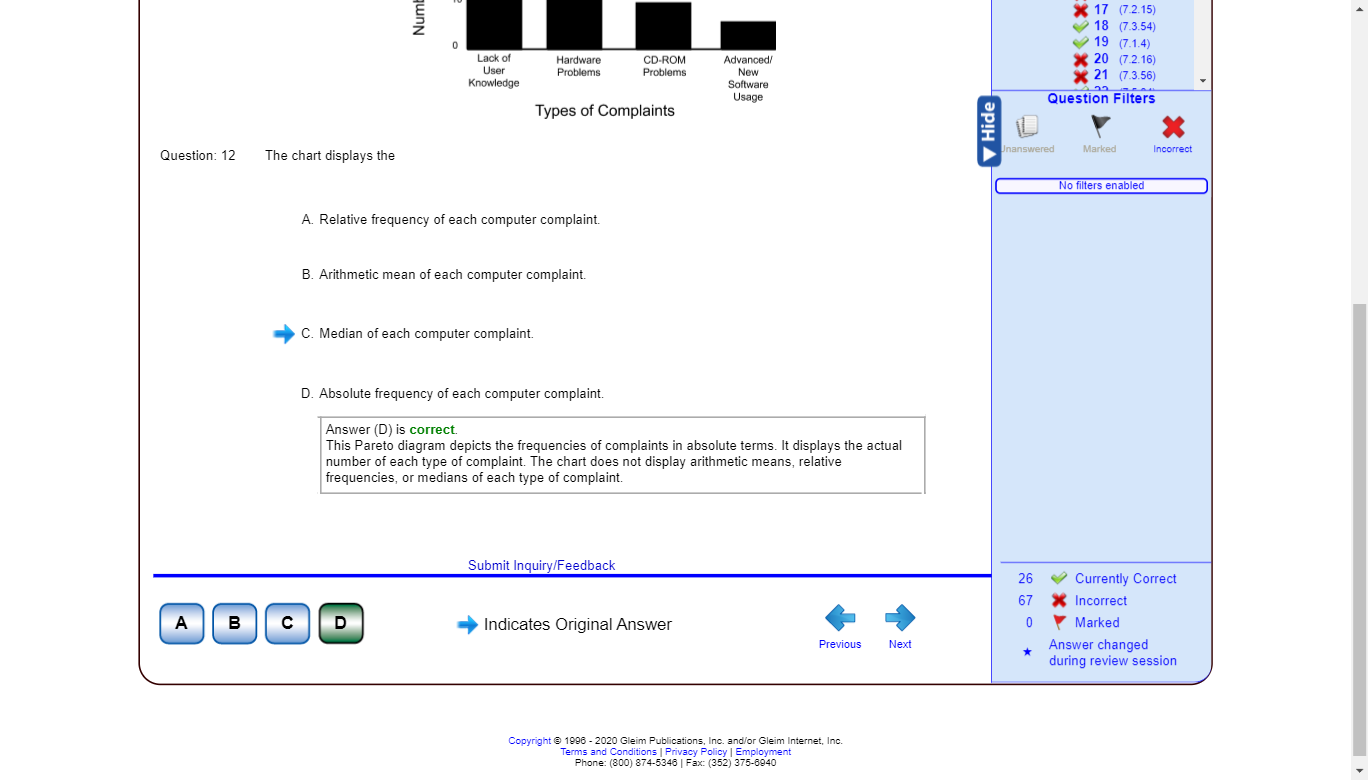 0
Lack of
User
Knowledge
Hardware
Problems
CD-ROM
Problems
Advanced/
New
Software
Usage
Types of Complaints
Question: 12 The chart displays the
A. Relative frequency of each computer complaint.
B. Arithmetic mean of each computer complaint.
C. Median of each computer complaint.
D. Absolute frequency of each computer complaint.
Answer (D) is correct.
This Pareto diagram depicts the frequencies of complaints in absolute terms. It displays the actual
number of each type of complaint. The chart does not display arithmetic means, relative
frequencies, or medians of each type of complaint.
Submit Inquiry/Feedback
A B C D
Indicates Original Answer
Previous Next
17 (7.2.15)
18 (7.3.54)
19 (7.1.4)
20 (7.2.16)
21 (7.3.56)
Question Filters
Hide
Marked
Incorrect
No filters enabled
26 Currently Correct
67 Incorrect
0 Marked
Answer changed
during review session
Copyright © 1996 - 2020 Gleim Publications, Inc. and/or Gleim Internet, Inc.
Terms and Conditions | Privacy Policy | Employment
Phone: (800) 874-5346 | Fax: (352) 375-6940